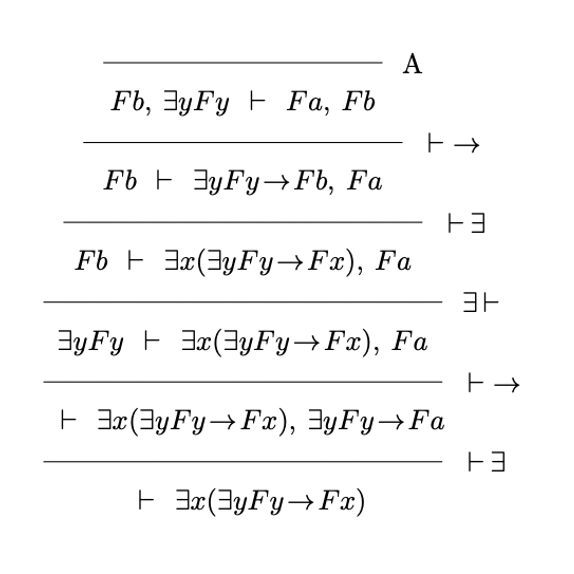 A
Fb, ∃yFy ⊢ Fa, Fb
⊢ →
Fb ⊢ ∃yFy→Fb, Fa
⊢ ∃
Fb ⊢ ∃x(∃yFy→Fx), Fa
∃ ⊢
∃yFy ⊢ ∃x(∃yFy→Fx), Fa
⊢ →
⊢ ∃x(∃yFy→Fx), ∃yFy→Fa
⊢ ∃
⊢ ∃x(∃yFy→Fx)